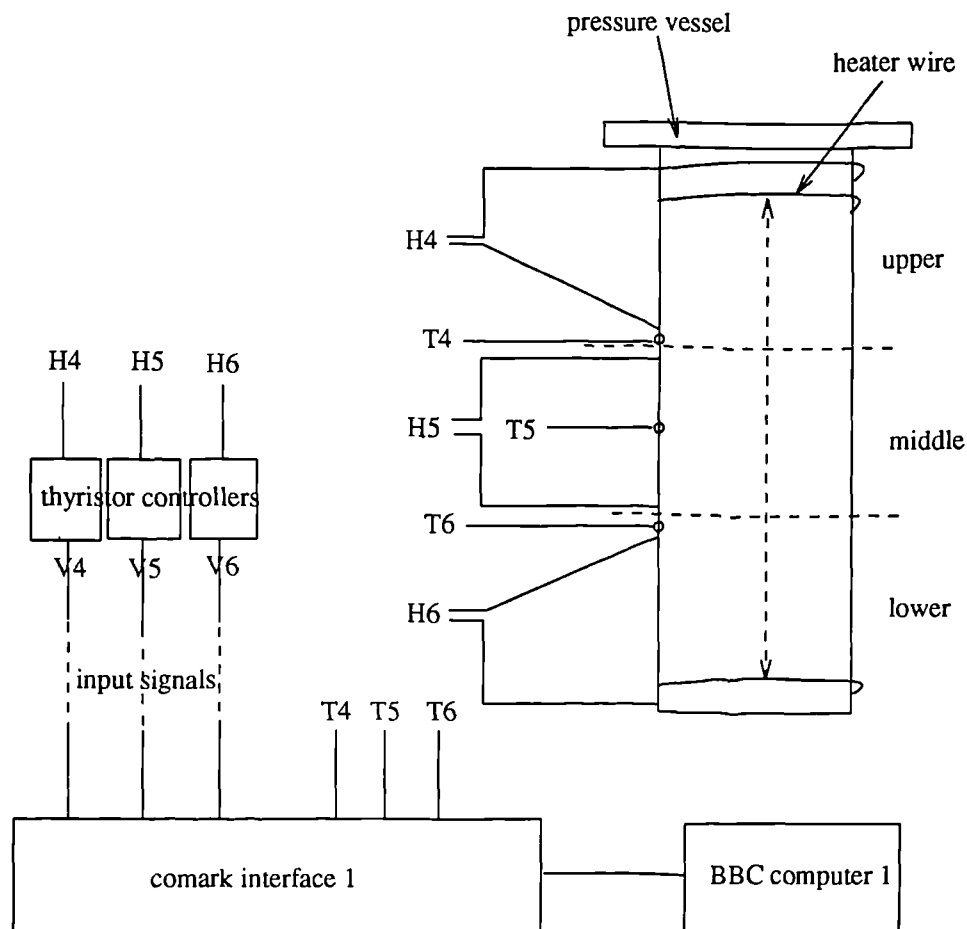 pressure vessel
heater wire
H4
upper
T4
H4 H5 H6
H5
T5
middle
thyristor controllers
T6
V4 V5 V6
H6
lower
input signals
T4 T5 T6
comark interface 1
BBC computer 1